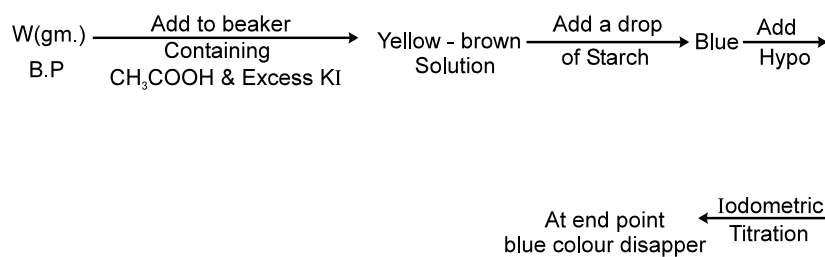 W(gm.)
B.P
Add to beaker
Containing
CH₃COOH & Excess KI
Yellow - brown
Solution
Add a drop
of Starch
Blue
Add
Hypo
Iodometric
Titration
At end point
blue colour disapper